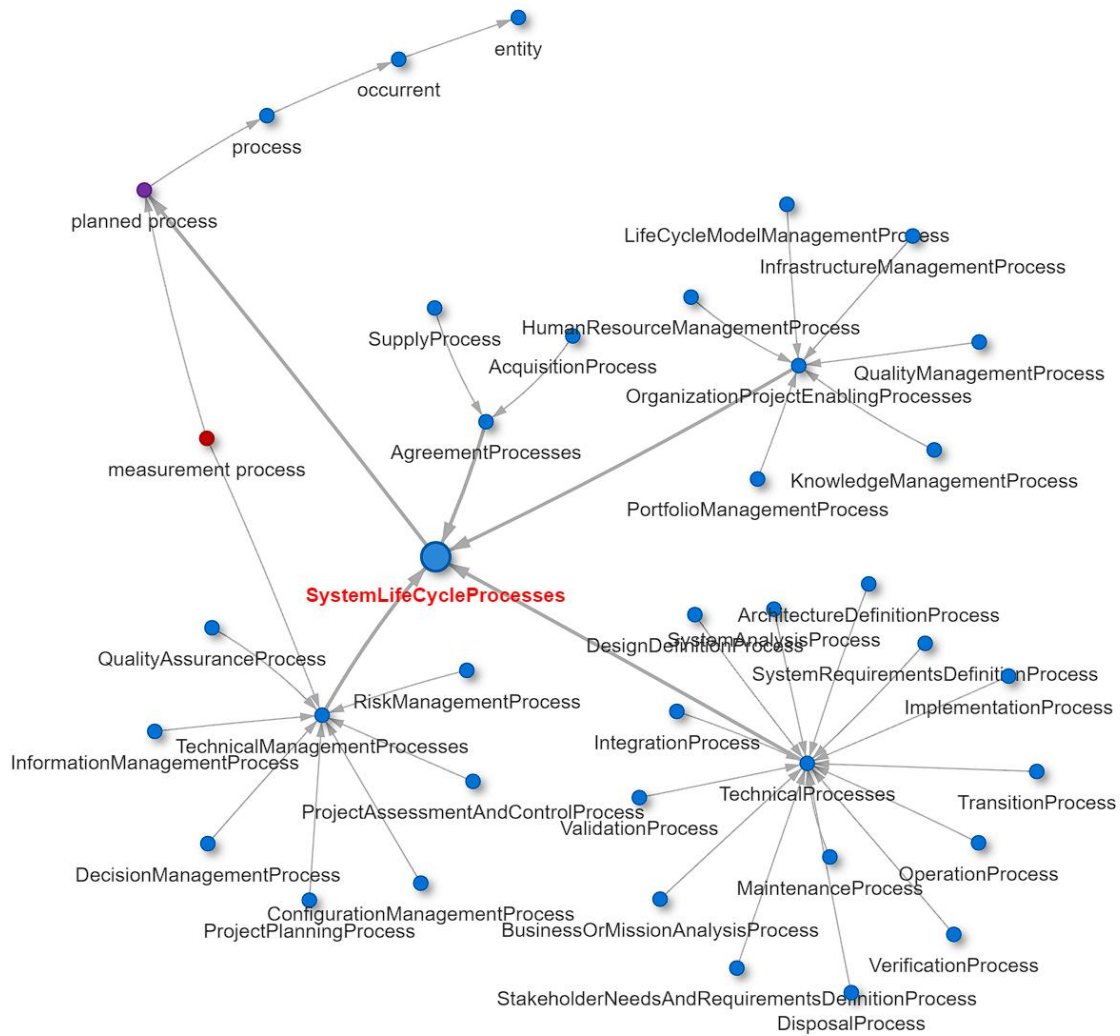 entity
occurrent
process
planned process
LifeCycleModelManagementProcess
InfrastructureManagementProcess
SupplyProcess
HumanResourceManagementProcess
AcquisitionProcess
QualityManagementProcess
OrganizationProjectEnablingProcesses
AgreementProcesses
measurement process
KnowledgeManagementProcess
PortfolioManagementProcess
SystemLifeCycleProcesses
ArchitectureDefinitionProcess
SystemAnalysisProcess
DesignDefinitionProcess
QualityAssuranceProcess
SystemRequirementsDefinitionProcess
RiskManagementProcess
ImplementationProcess
TechnicalManagementProcesses
IntegrationProcess
InformationManagementProcess
TechnicalProcesses
TransitionProcess
ProjectAssessmentAndControlProcess
ValidationProcess
DecisionManagementProcess
OperationProcess
MaintenanceProcess
ConfigurationManagementProcess
ProjectPlanningProcess
BusinessOrMissionAnalysisProcess
VerificationProcess
StakeholderNeedsAndRequirementsDefinitionProcess
DisposalProcess